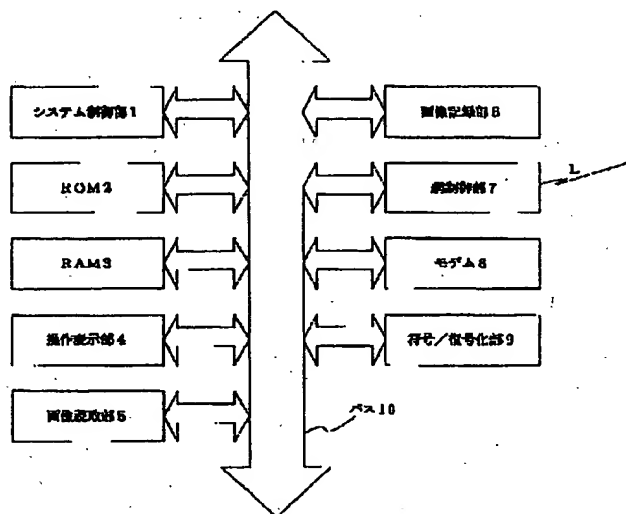 システム制御部1
ROM2
RAM3
操作表示部4
画像読取部5
画像記録部6
網制御部7
L
モデム8
符号／復号化部9
バス10